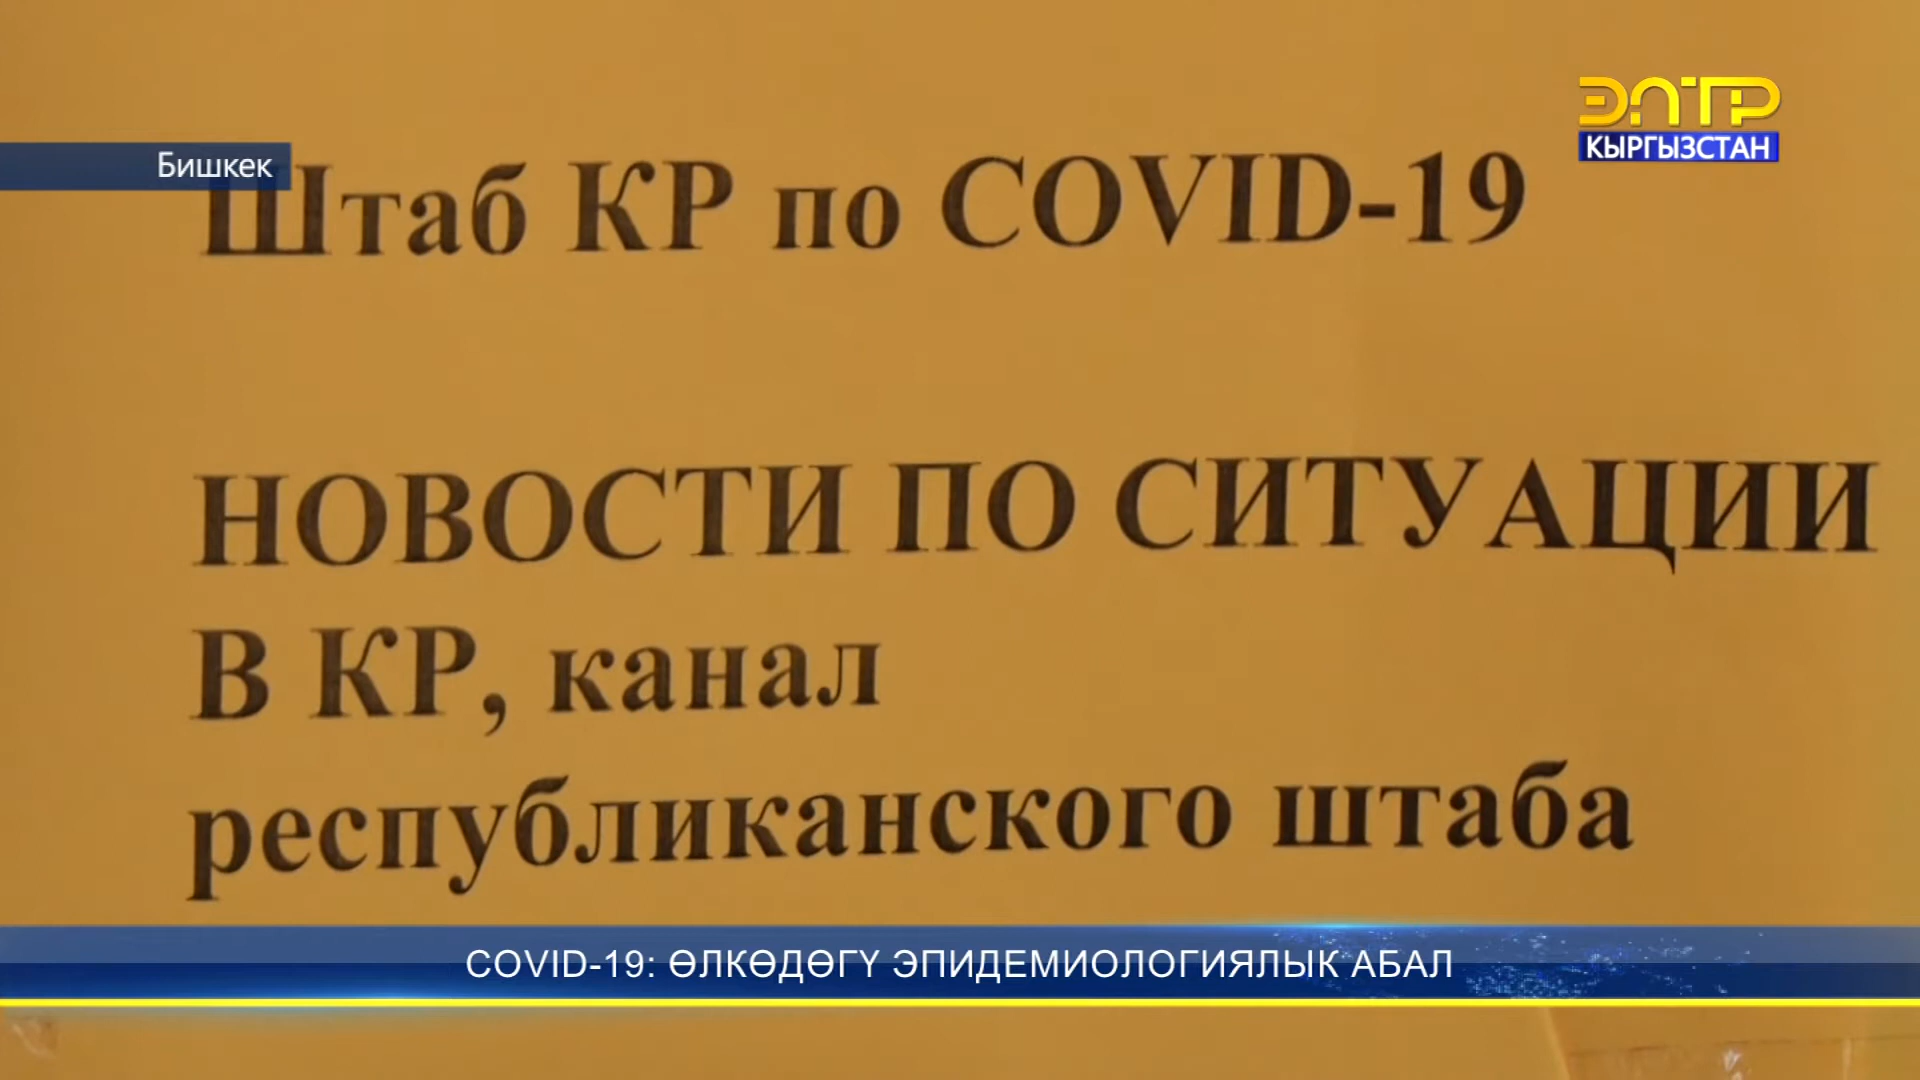 ЭЛТР
КЫРГЫЗСТАН
Бишкек
Штаб КР по COVID-19
НОВОСТИ ПО СИТУАЦИИ
В КР, канал
республиканского штаба
COVID-19: ӨЛКӨДӨГҮ ЭПИДЕМИОЛОГИЯЛЫК АБАЛ